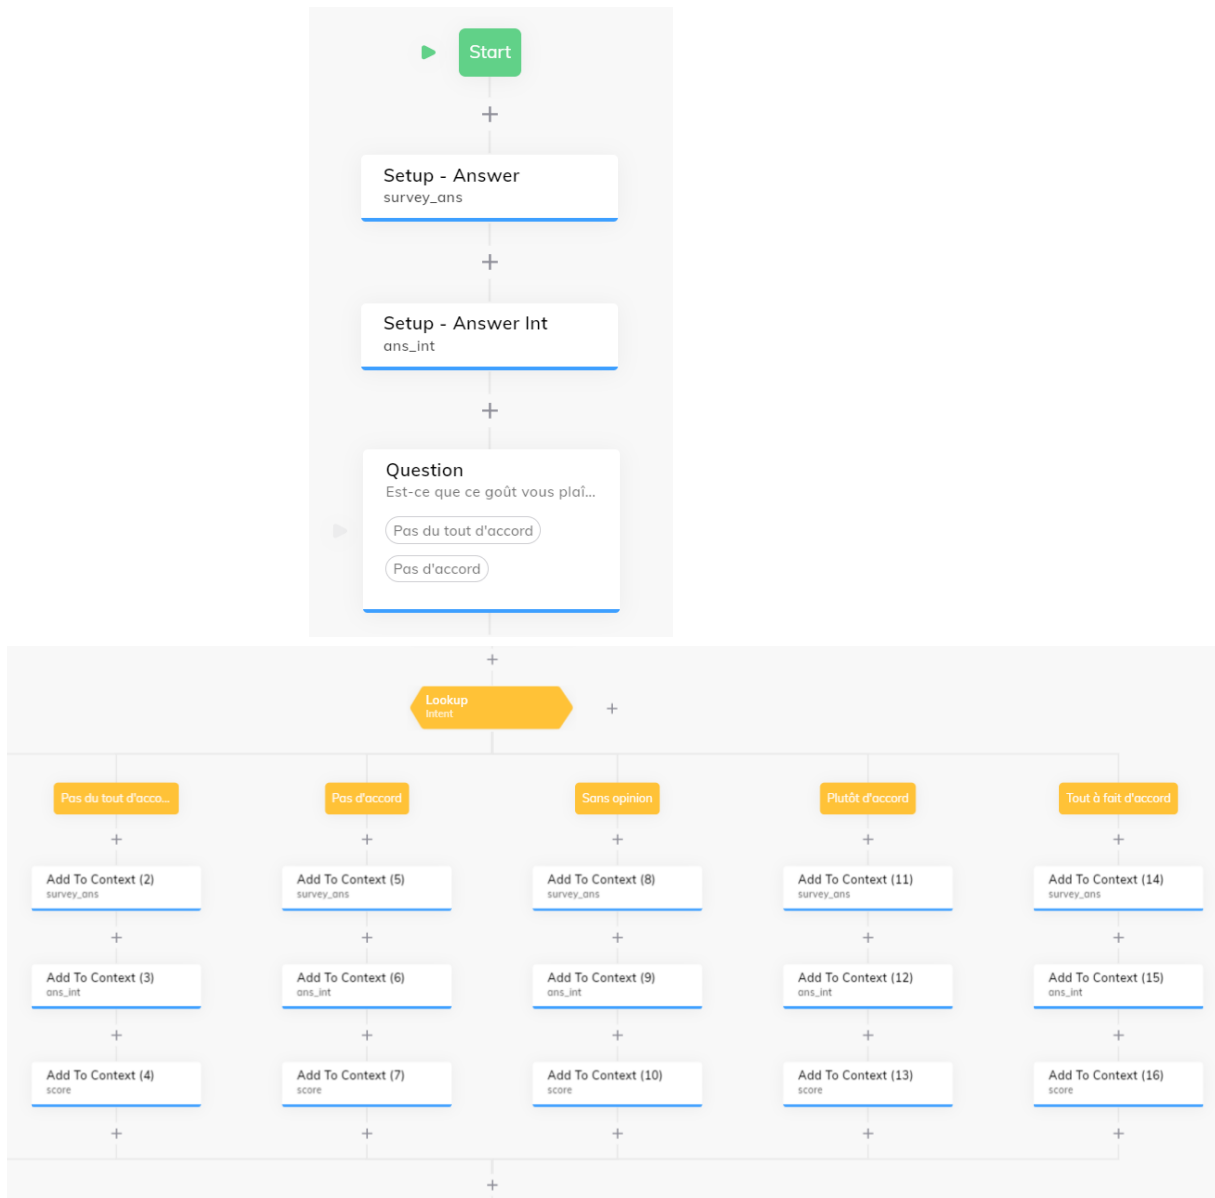 Start
Setup - Answer
survey_ans
Setup - Answer Int
ans_int
Question
Est-ce que ce goût vous plaî...
Pas du tout d'accord
Pas d'accord
Lookup
Intent
Pas du tout d'acco...
Pas d'accord
Sans opinion
Plutôt d'accord
Tout à fait d'accord
Add To Context (2)
survey_ans
Add To Context (5)
survey_ans
Add To Context (8)
survey_ans
Add To Context (11)
survey_ans
Add To Context (14)
survey_ans
Add To Context (3)
ans_int
Add To Context (6)
ans_int
Add To Context (9)
ans_int
Add To Context (12)
ans_int
Add To Context (15)
ans_int
Add To Context (4)
score
Add To Context (7)
score
Add To Context (10)
score
Add To Context (13)
score
Add To Context (16)
score